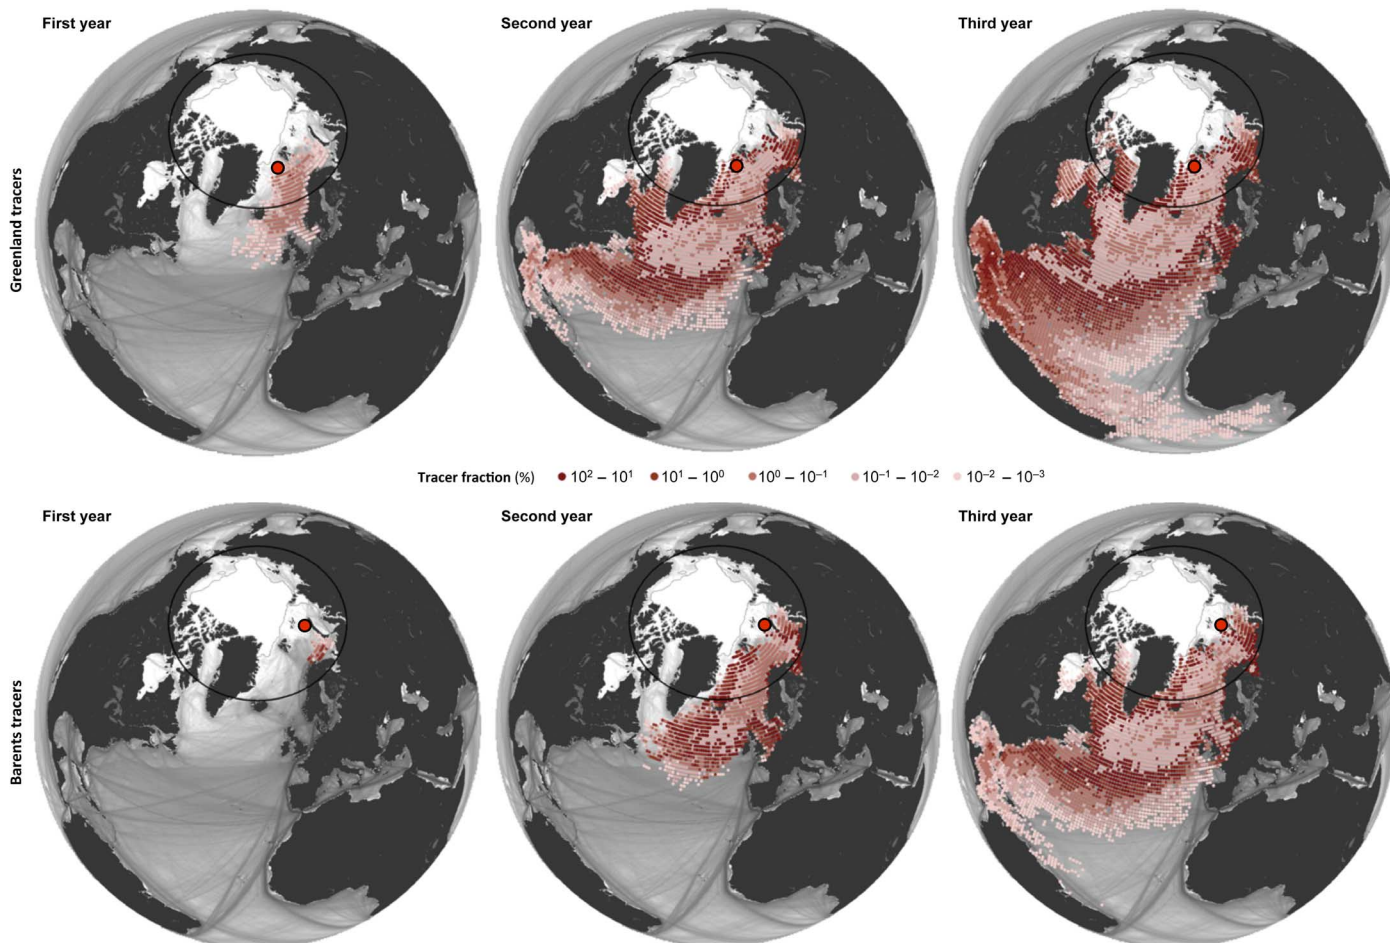 First year
Second year
Third year
Greenland tracers
Tracer fraction (%)
10² – 10¹
10¹ – 10⁰
10⁰ – 10⁻¹
10⁻¹ – 10⁻²
10⁻² – 10⁻³
First year
Second year
Third year
Barents tracers